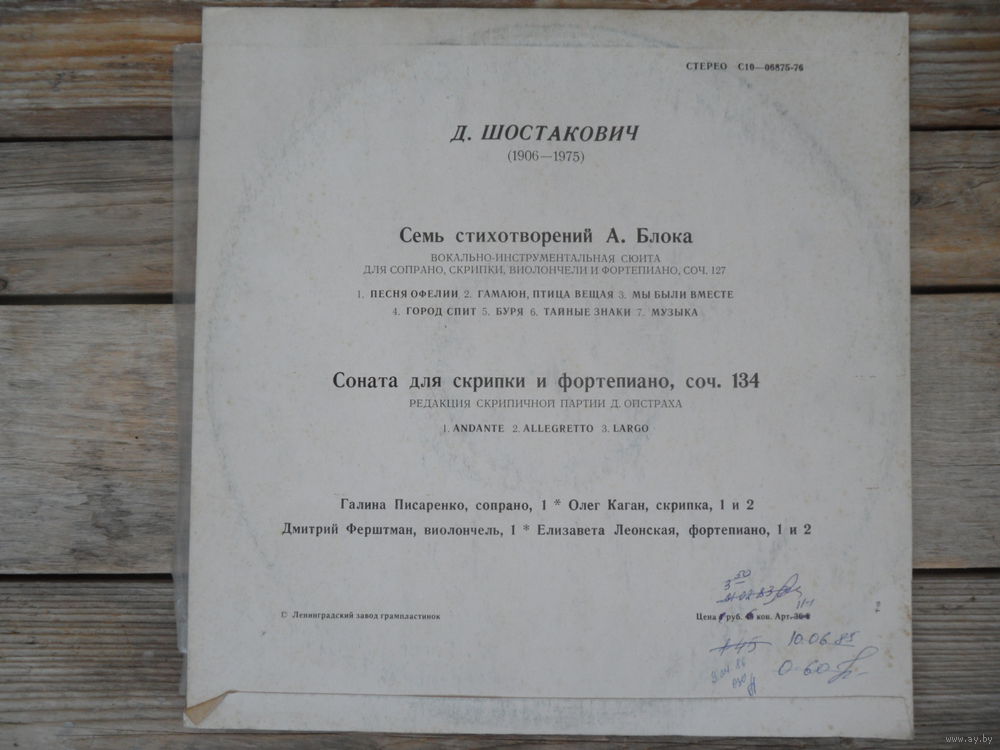 СТЕРЕО С10—06875-76
Д. ШОСТАКОВИЧ
(1906—1975)
Семь стихотворений А. Блока
ВОКАЛЬНО-ИНСТРУМЕНТАЛЬНАЯ СЮИТА
ДЛЯ СОПРАНО, СКРИПКИ, ВИОЛОНЧЕЛИ И ФОРТЕПИАНО, СОЧ. 127
1. ПЕСНЯ ОФЕЛИИ 2. ГАМАЮН, ПТИЦА ВЕЩАЯ 3. МЫ БЫЛИ ВМЕСТЕ
4. ГОРОД СПИТ 5. БУРЯ 6. ТАЙНЫЕ ЗНАКИ 7. МУЗЫКА
Соната для скрипки и фортепиано, соч. 134
РЕДАКЦИЯ СКРИПИЧНОЙ ПАРТИИ Д. ОЙСТРАХА
1. ANDANTE 2. ALLEGRETTO 3. LARGO
Галина Писаренко, сопрано, 1 * Олег Каган, скрипка, 1 и 2
Дмитрий Ферштман, виолончель, 1 * Елизавета Леонская, фортепиано, 1 и 2
3 50
© Ленинградский завод грампластинок
Цена руб. коп. Арт.
1-45 10.06.85
0-60
www.ay.by